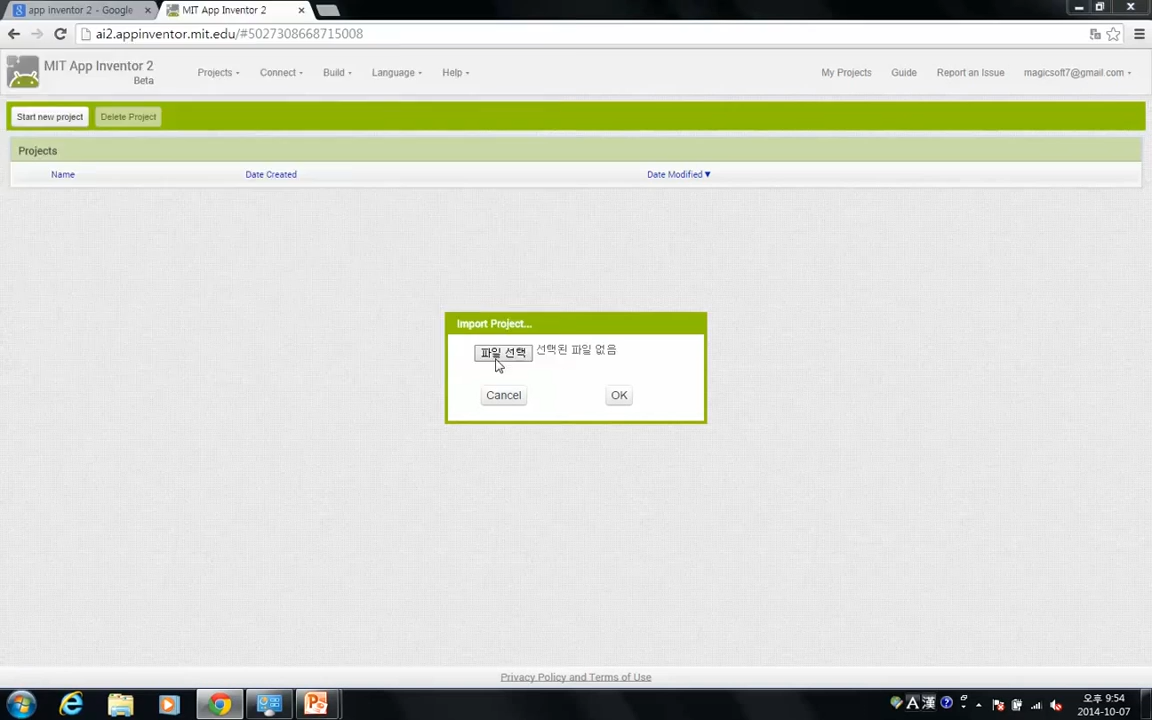 app inventor 2 - Google
MIT App Inventor 2
ai2.appinventor.mit.edu/#5027308668715008
MIT App Inventor 2
Beta
Projects Connect Build Language Help My Projects Guide Report an Issue magicsoft7@gmail.com
Start new project Delete Project
Projects
Name Date Created Date Modified▼
Import Project...
파일 선택 선택된 파일 없음
Cancel OK
Privacy Policy and Terms of Use
A漢 오후 9:54
2014-10-07